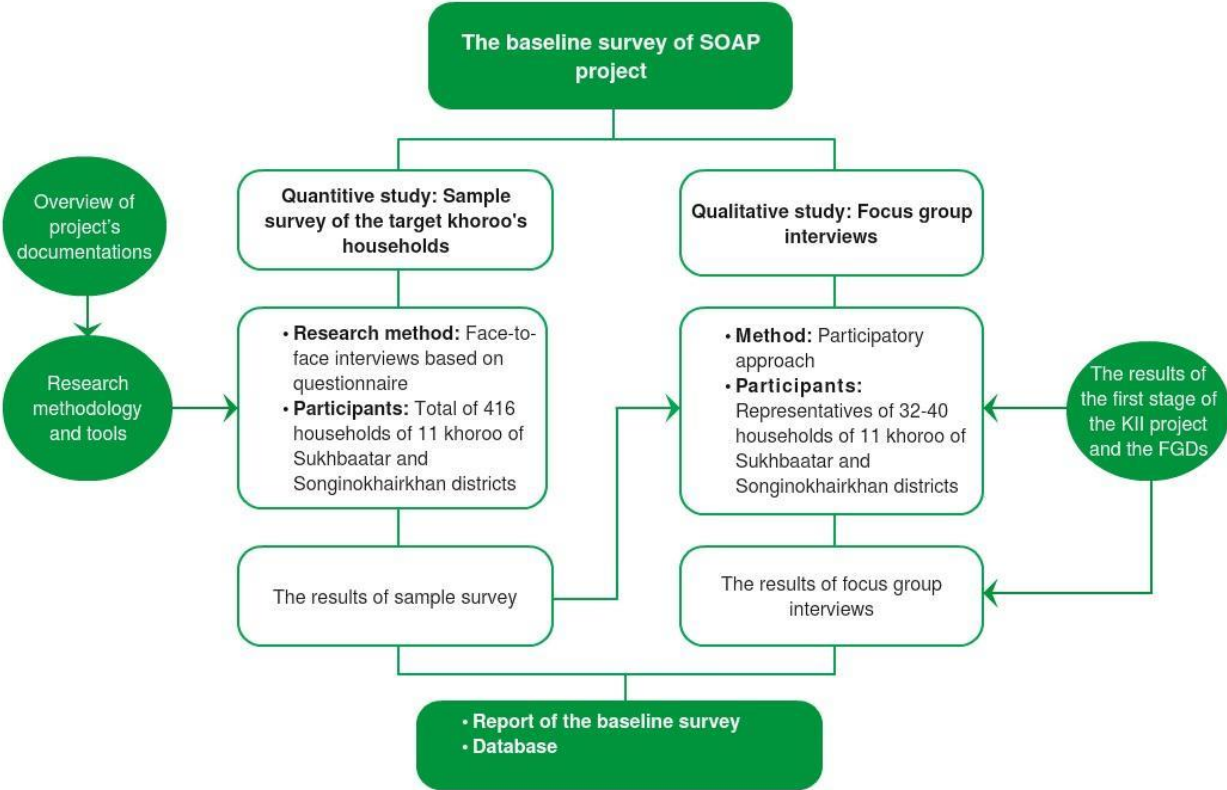 The baseline survey of SOAP
project
Overview of
project's
documentations
Quantitive study: Sample
survey of the target khoroo's
households
Qualitative study: Focus group
interviews
Research
methodology
and tools
• Research method: Face-to-
face interviews based on
questionnaire
• Participants: Total of 416
households of 11 khoroo of
Sukhbaatar and
Songinokhairkhan districts
• Method: Participatory
approach
• Participants:
Representatives of 32-40
households of 11 khoroo of
Sukhbaatar and
Songinokhairkhan districts
The results of
the first stage of
the KII project
and the FGDs
The results of sample survey
The results of focus group
interviews
• Report of the baseline survey
• Database